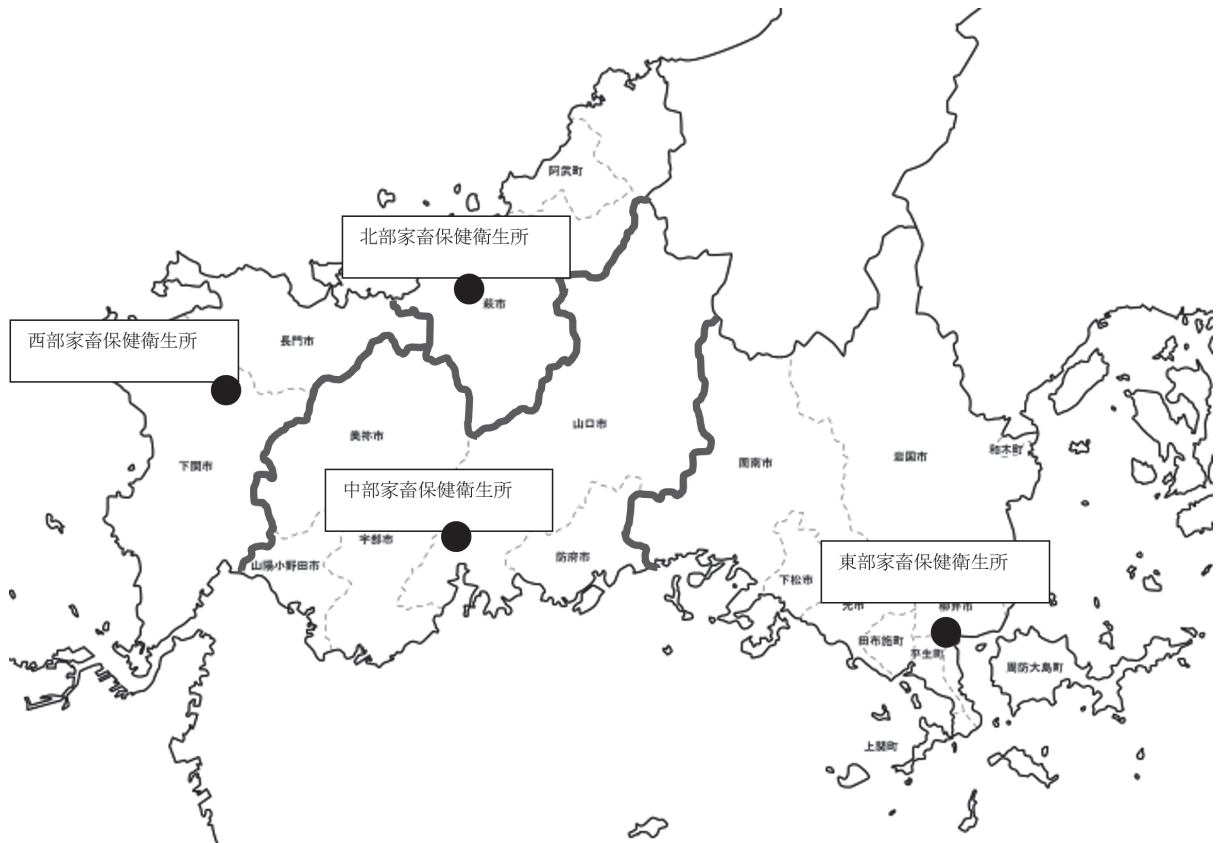 阿武町
北部家畜保健衛生所
萩市
西部家畜保健衛生所
長門市
山口市
美祢市
下関市
周南市
岩国市
和木町
中部家畜保健衛生所
宇部市
防府市
山陽小野田市
東部家畜保健衛生所
下松市
光市
柳井市
田布施町
平生町
周防大島町
上関町